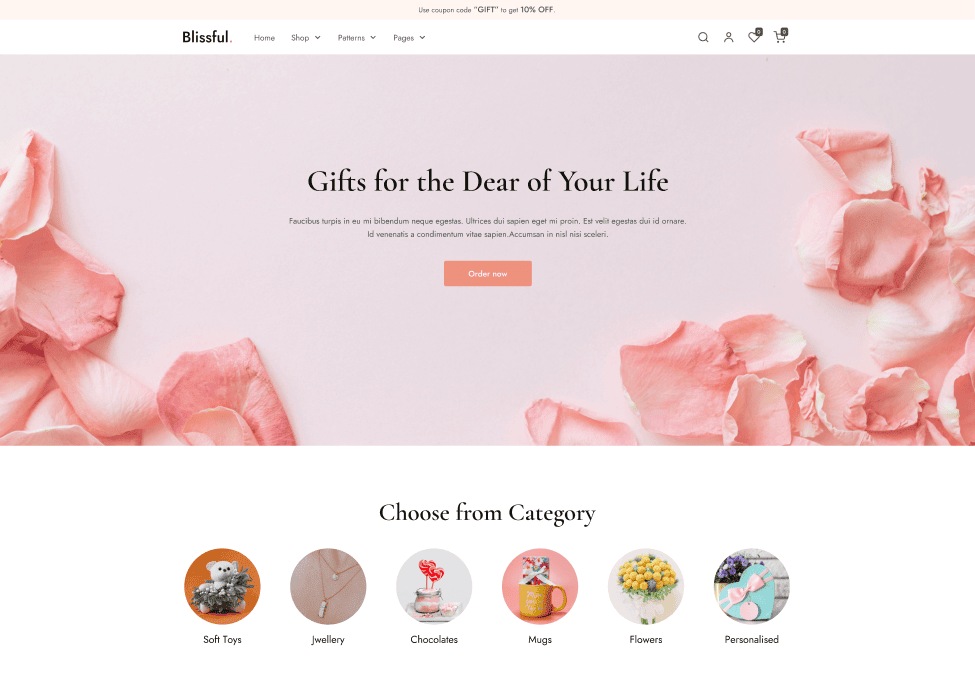 Use coupon code "GIFT" to get 10% OFF.
Blissful.
Home Shop Patterns Pages
0 0
Gifts for the Dear of Your Life
Faucibus turpis in eu mi bibendum neque egestas. Ultrices dui sapien eget mi proin. Est velit egestas dui id ornare.
Id venenatis a condimentum vitae sapien.Accumsan in nisl nisi sceleri.
Order now
Choose from Category
Soft Toys Jwellery Chocolates Mugs Flowers Personalised